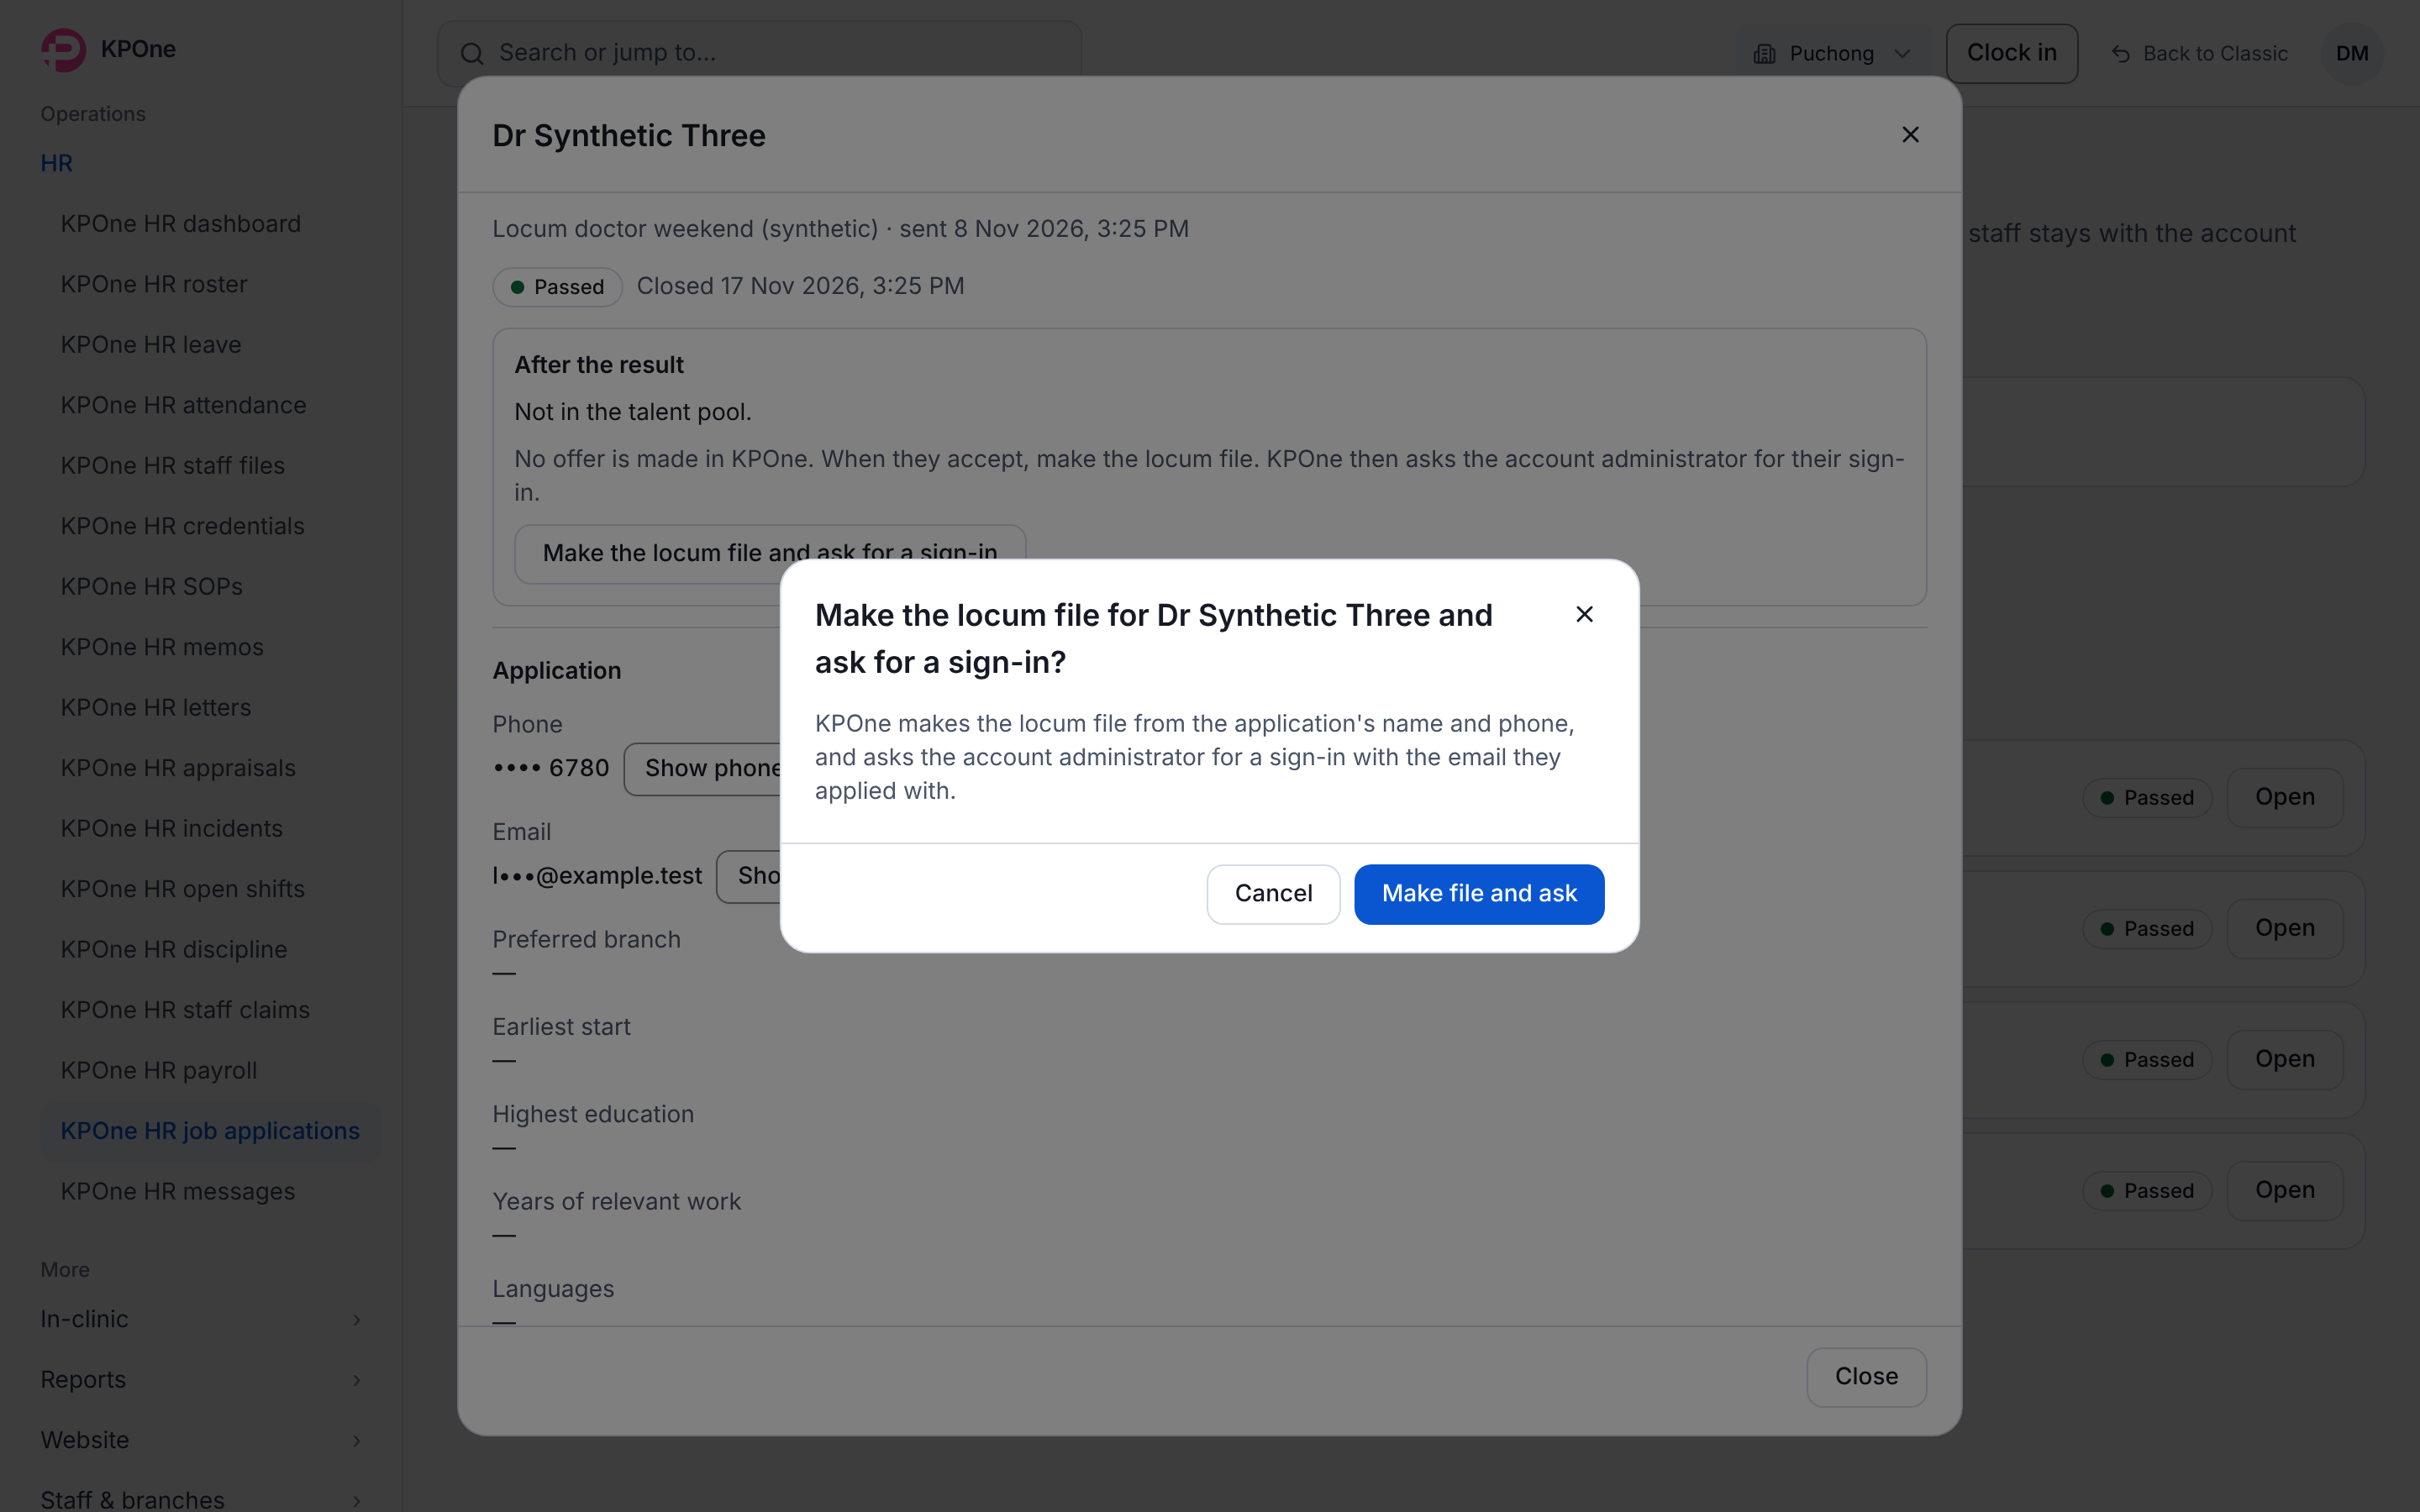 KPOne
Search or jump to...
Puchong
Clock in
Back to Classic
DM
Operations
HR
KPOne HR dashboard
KPOne HR roster
KPOne HR leave
KPOne HR attendance
KPOne HR staff files
KPOne HR credentials
KPOne HR SOPs
KPOne HR memos
KPOne HR letters
KPOne HR appraisals
KPOne HR incidents
KPOne HR open shifts
KPOne HR discipline
KPOne HR staff claims
KPOne HR payroll
KPOne HR job applications
KPOne HR messages
More
In-clinic
Reports
Website
Staff & branches
staff stays with the account
Dr Synthetic Three
Locum doctor weekend (synthetic) · sent 8 Nov 2026, 3:25 PM
Passed
Closed 17 Nov 2026, 3:25 PM
After the result
Not in the talent pool.
No offer is made in KPOne. When they accept, make the locum file. KPOne then asks the account administrator for their sign-
in.
Make the locum file and ask for a sign-in
Application
Phone
•••• 6780
Show phone
Email
l•••@example.test
Sho
Preferred branch
—
Earliest start
—
Highest education
—
Years of relevant work
—
Languages
—
Close
Make the locum file for Dr Synthetic Three and
ask for a sign-in?
KPOne makes the locum file from the application's name and phone,
and asks the account administrator for a sign-in with the email they
applied with.
Cancel
Make file and ask
Passed
Open
Passed
Open
Passed
Open
Passed
Open